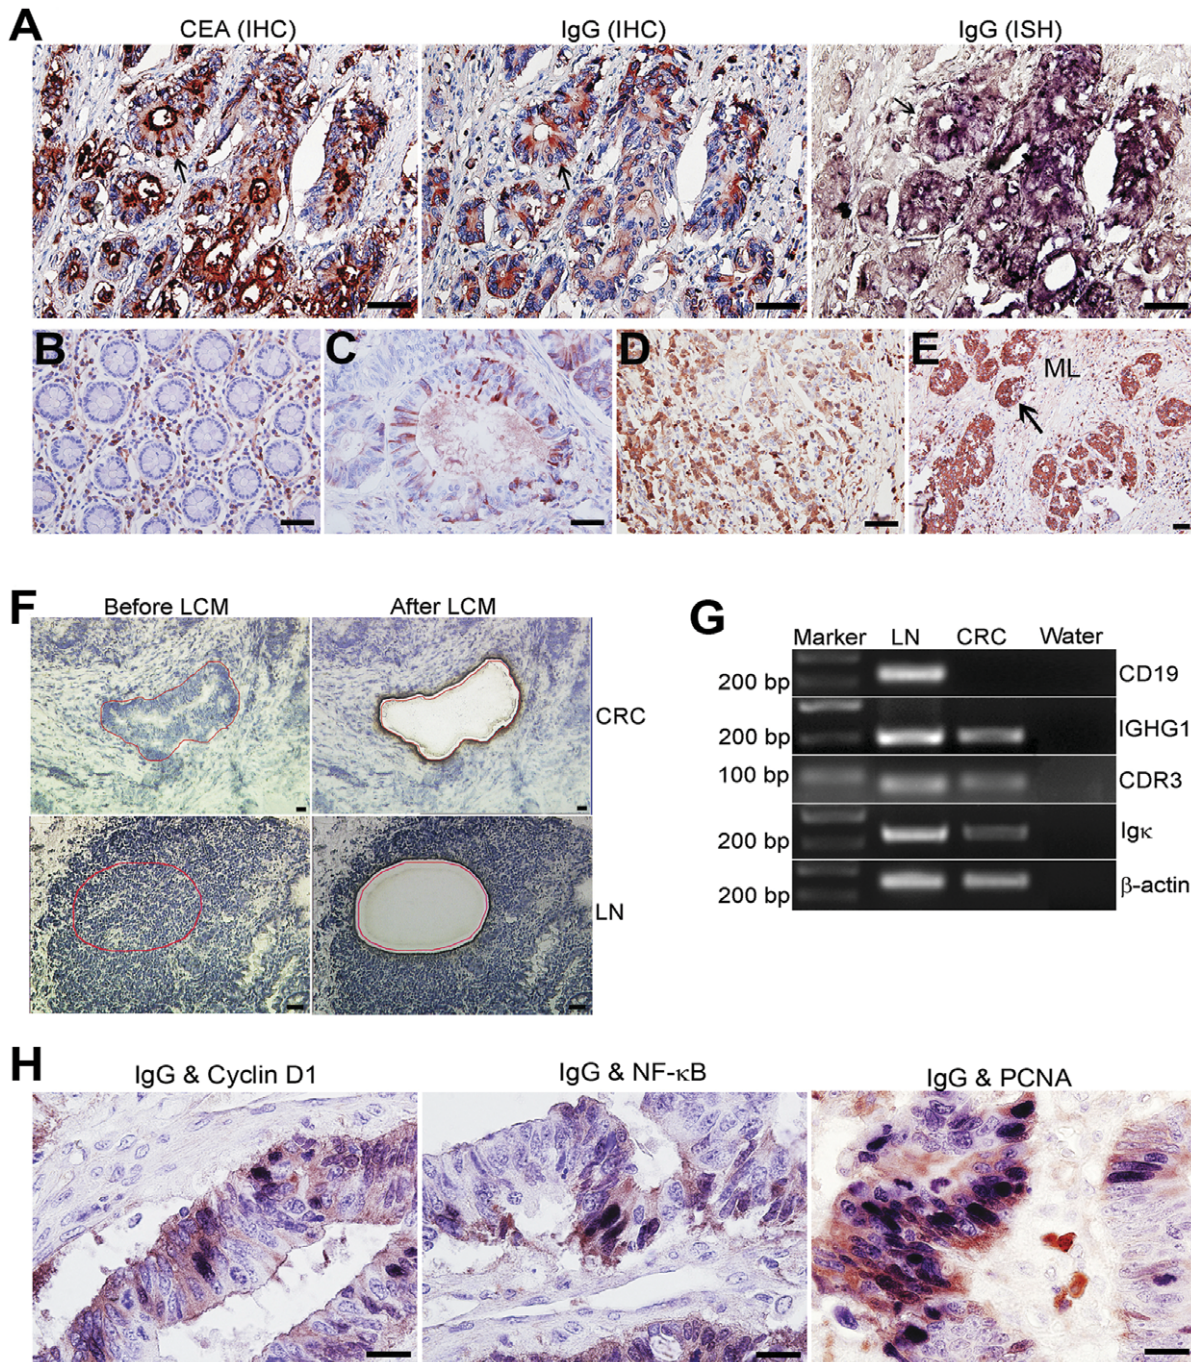 A
CEA (IHC) IgG (IHC) IgG (ISH)
B C D E
ML
F
Before LCM After LCM
CRC
LN
G
Marker LN CRC Water
200 bp CD19
200 bp IGHG1
100 bp CDR3
200 bp Igκ
200 bp β-actin
H
IgG & Cyclin D1 IgG & NF-κB IgG & PCNA